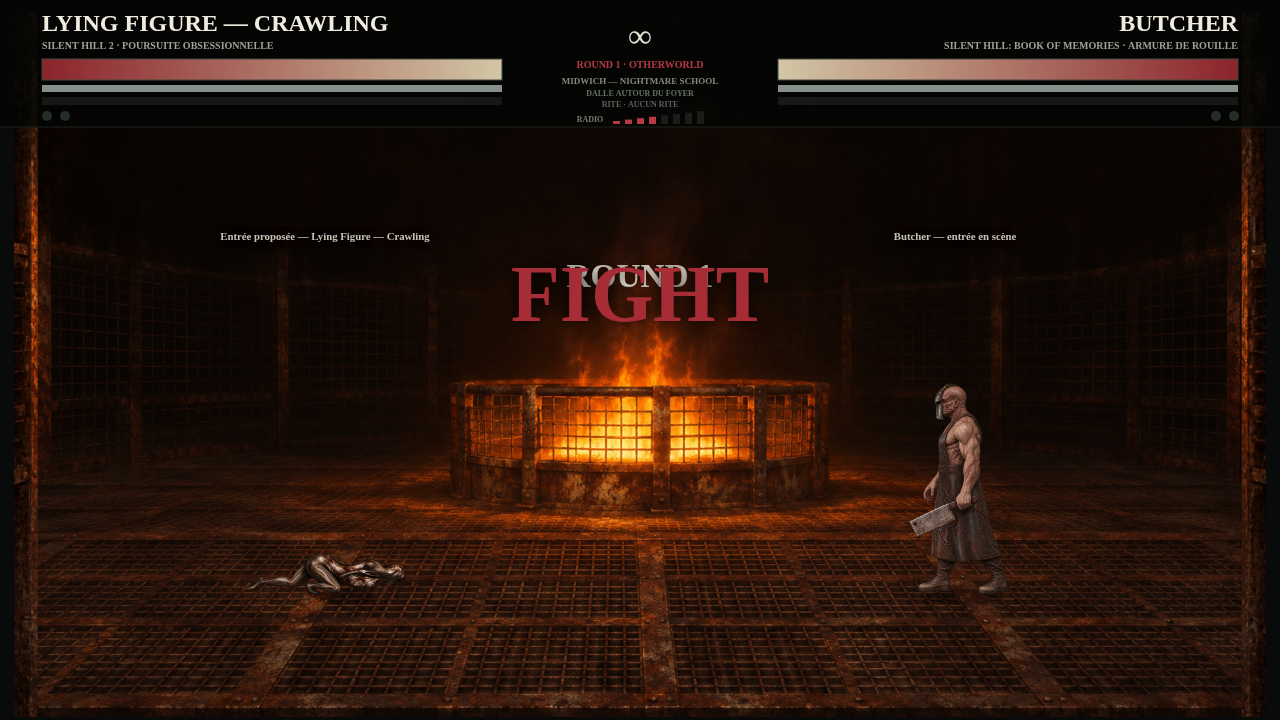 LYING FIGURE — CRAWLING
SILENT HILL 2 · POURSUITE OBSESSIONNELLE
∞
ROUND 1 · OTHERWORLD
MIDWICH — NIGHTMARE SCHOOL
DALLE AUTOUR DU FOYER
RITE · AUCUN RITE
RADIO
BUTCHER
SILENT HILL: BOOK OF MEMORIES · ARMURE DE ROUILLE
Entrée proposée — Lying Figure — Crawling
Butcher — entrée en scène
ROUND 1
FIGHT